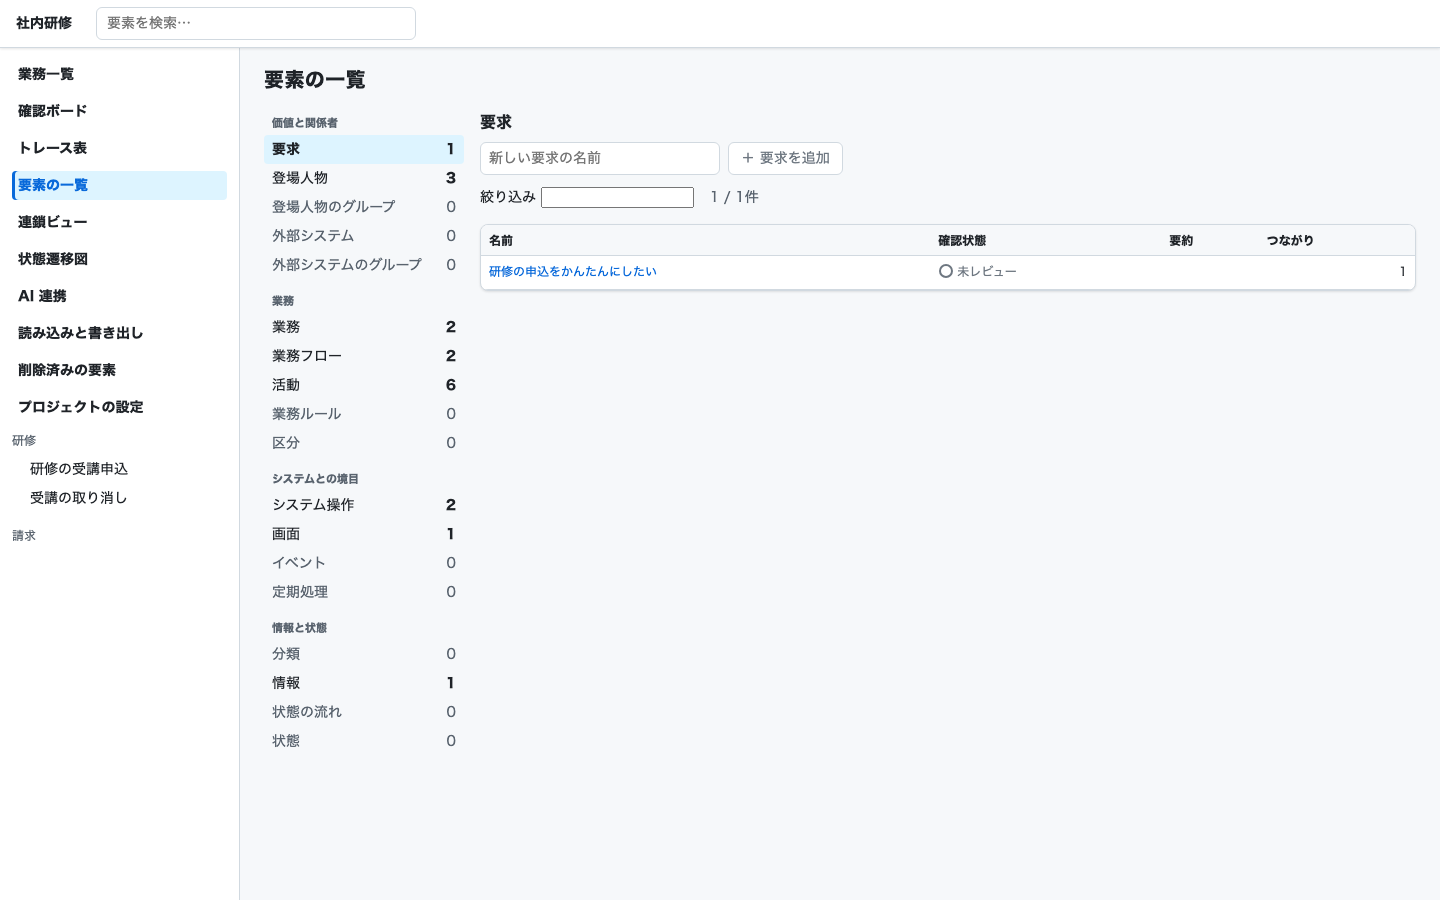 社内研修
要素を検索…
業務一覧
確認ボード
トレース表
要素の一覧
連鎖ビュー
状態遷移図
AI 連携
読み込みと書き出し
削除済みの要素
プロジェクトの設定
研修
研修の受講申込
受講の取り消し
請求
要素の一覧
価値と関係者
要求 1
登場人物 3
登場人物のグループ 0
外部システム 0
外部システムのグループ 0
業務
業務 2
業務フロー 2
活動 6
業務ルール 0
区分 0
システムとの境目
システム操作 2
画面 1
イベント 0
定期処理 0
情報と状態
分類 0
情報 1
状態の流れ 0
状態 0
要求
新しい要求の名前 ＋ 要求を追加
絞り込み 1 / 1件
名前 確認状態 要約 つながり
研修の申込をかんたんにしたい 未レビュー 1